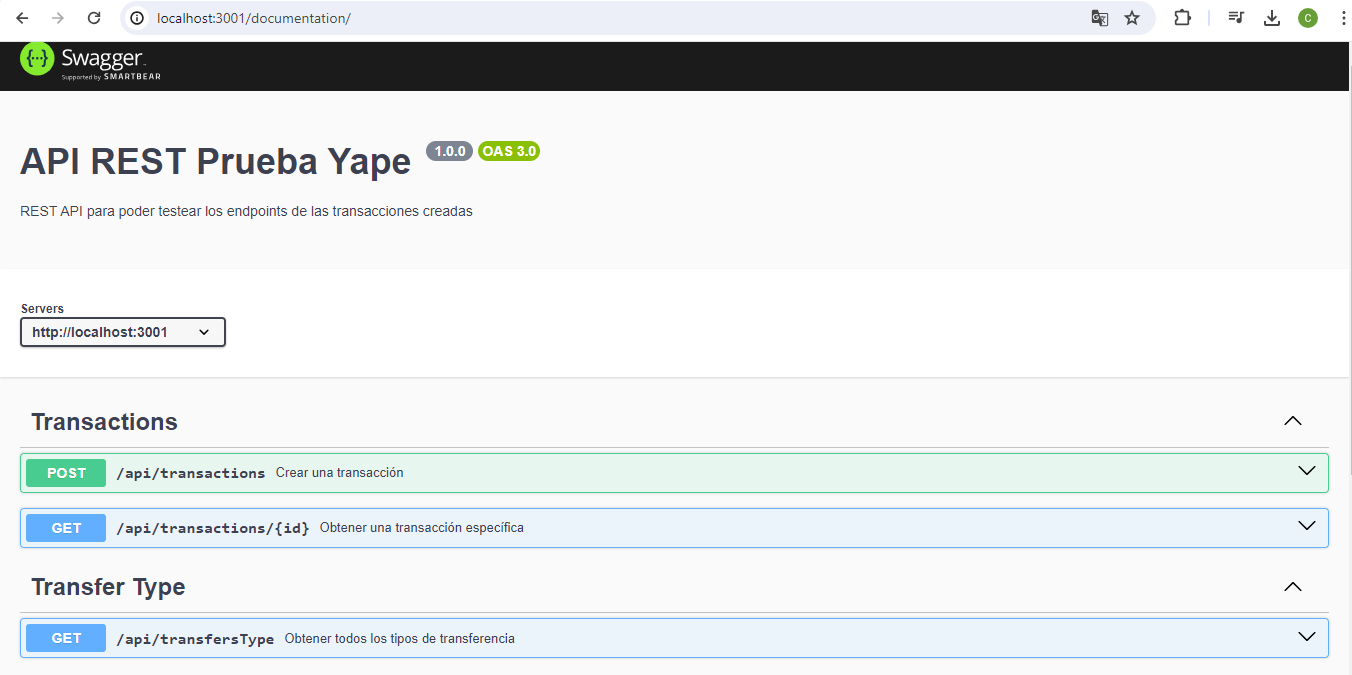 localhost:3001/documentation/
C
{···} Swagger
Supported by SMARTBEAR
API REST Prueba Yape 1.0.0 OAS 3.0
REST API para poder testear los endpoints de las transacciones creadas
Servers
http://localhost:3001
Transactions
POST /api/transactions Crear una transacción
GET /api/transactions/{id} Obtener una transacción específica
Transfer Type
GET /api/transfersType Obtener todos los tipos de transferencia